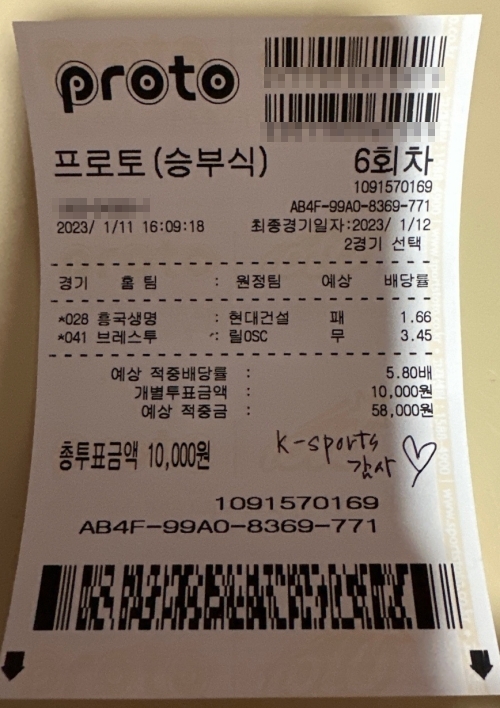 proto
프로토(승부식) 6회차
1091570169
AB4F-99A0-8369-771
2023/ 1/11 16:09:18 최종경기일자:2023/ 1/12
2경기 선택
경기 홈 팀 : 원정팀 예상 배당률
*028 흥국생명 : 현대건설 패 1.66
*041 브레스투 : 릴OSC 무 3.45
예상 적중배당률 : 5.80배
개별투표금액 : 10,000원
예상 적중금 : 58,000원
총투표금액 10,000원
K-sports
감사♡
1091570169
AB4F-99A0-8369-771